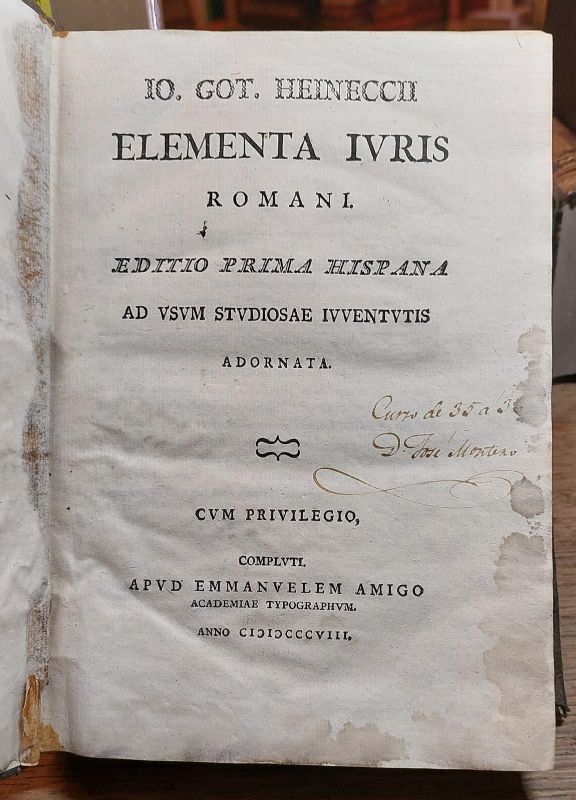 IO. GOT. HEINECCII
ELEMENTA IVRIS
ROMANI.
EDITIO PRIMA HISPANA
AD VSVM STVDIOSAE IVVENTVTIS
ADORNATA.
Curso de 35 á 3
D. José Montero
CVM PRIVILEGIO,
COMPLVTI.
APVD EMMANVELEM AMIGO
ACADEMIAE TYPOGRAPHVM.
ANNO CIƆIƆCCCVIII.